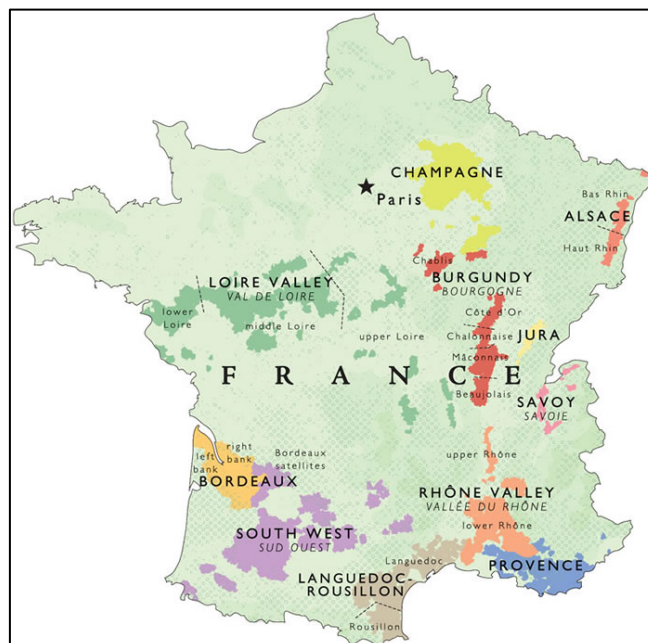 CHAMPAGNE
Paris
Bas Rhin
ALSACE
Haut Rhin
Chablis
BURGUNDY
BOURGOGNE
LOIRE VALLEY
VAL DE LOIRE
lower
Loire
middle Loire
upper Loire
Côte d'Or
Chalonnaise
Mâconnais
Beaujolais
JURA
FRANCE
SAVOY
SAVOIE
left
bank
right
bank
Bordeaux
satellites
BORDEAUX
upper Rhône
RHÔNE VALLEY
VALLÉE DU RHÔNE
lower Rhône
SOUTH WEST
SUD OUEST
Languedoc
LANGUEDOC-
ROUSILLON
Rousillon
PROVENCE